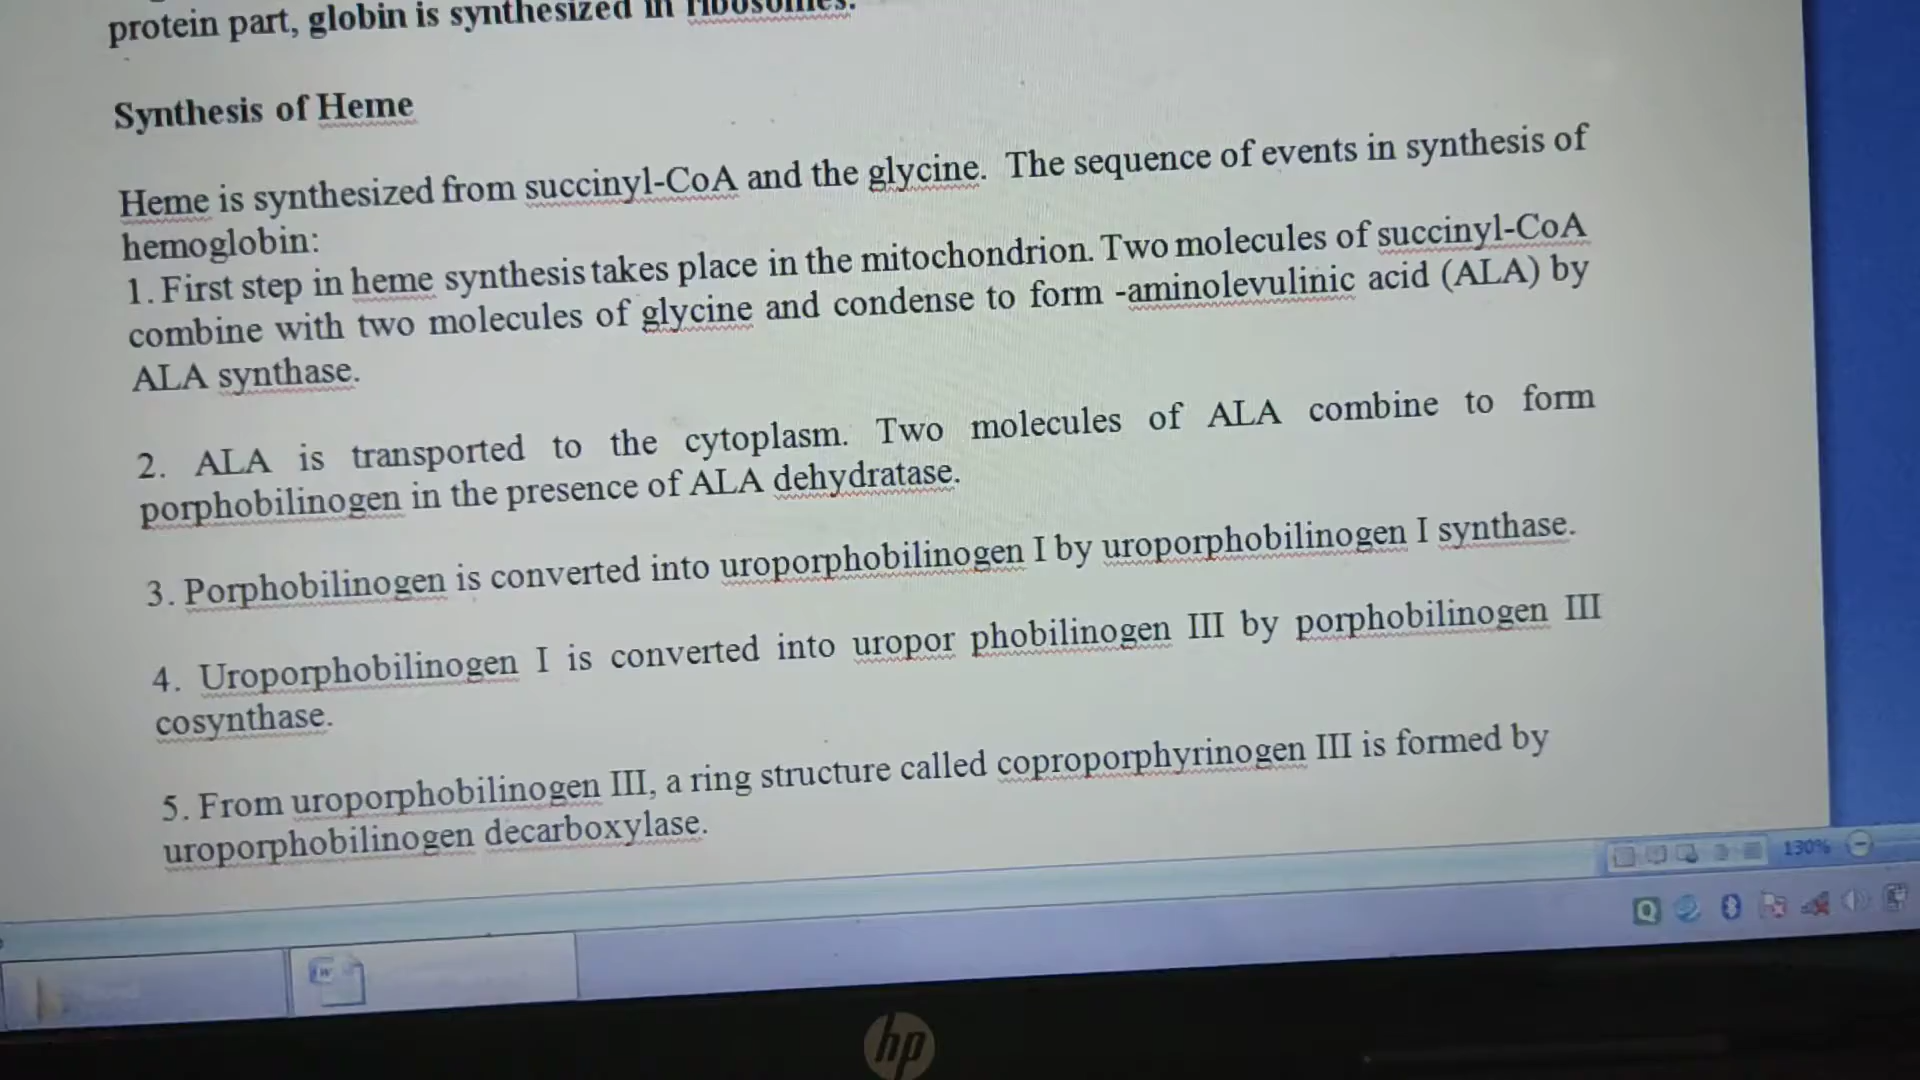 protein part, globin is synthesized in ribosomes.
Synthesis of Heme
Heme is synthesized from succinyl-CoA and the glycine. The sequence of events in synthesis of
hemoglobin:
1. First step in heme synthesis takes place in the mitochondrion. Two molecules of succinyl-CoA
combine with two molecules of glycine and condense to form -aminolevulinic acid (ALA) by
ALA synthase.
2. ALA is transported to the cytoplasm. Two molecules of ALA combine to form
porphobilinogen in the presence of ALA dehydratase.
3. Porphobilinogen is converted into uroporphobilinogen I by uroporphobilinogen I synthase.
4. Uroporphobilinogen I is converted into uropor phobilinogen III by porphobilinogen III
cosynthase.
5. From uroporphobilinogen III, a ring structure called coproporphyrinogen III is formed by
uroporphobilinogen decarboxylase.
130%
hp